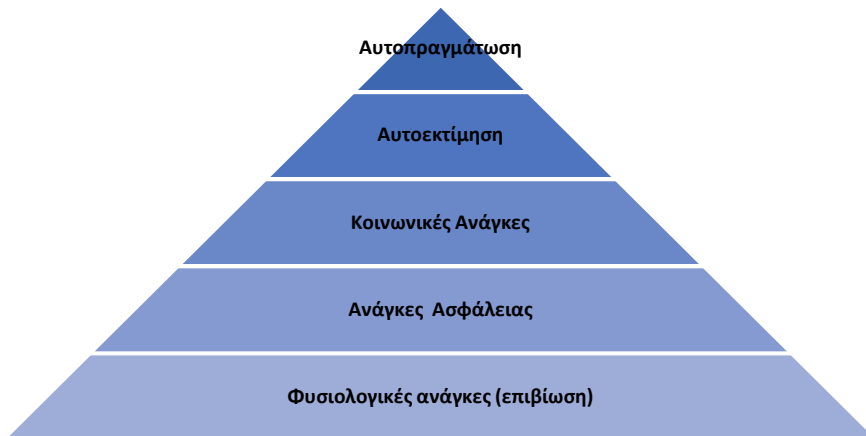 Αυτοπραγμάτωση
Αυτοεκτίμηση
Κοινωνικές Ανάγκες
Ανάγκες  Ασφάλειας
Φυσιολογικές ανάγκες (επιβίωση)